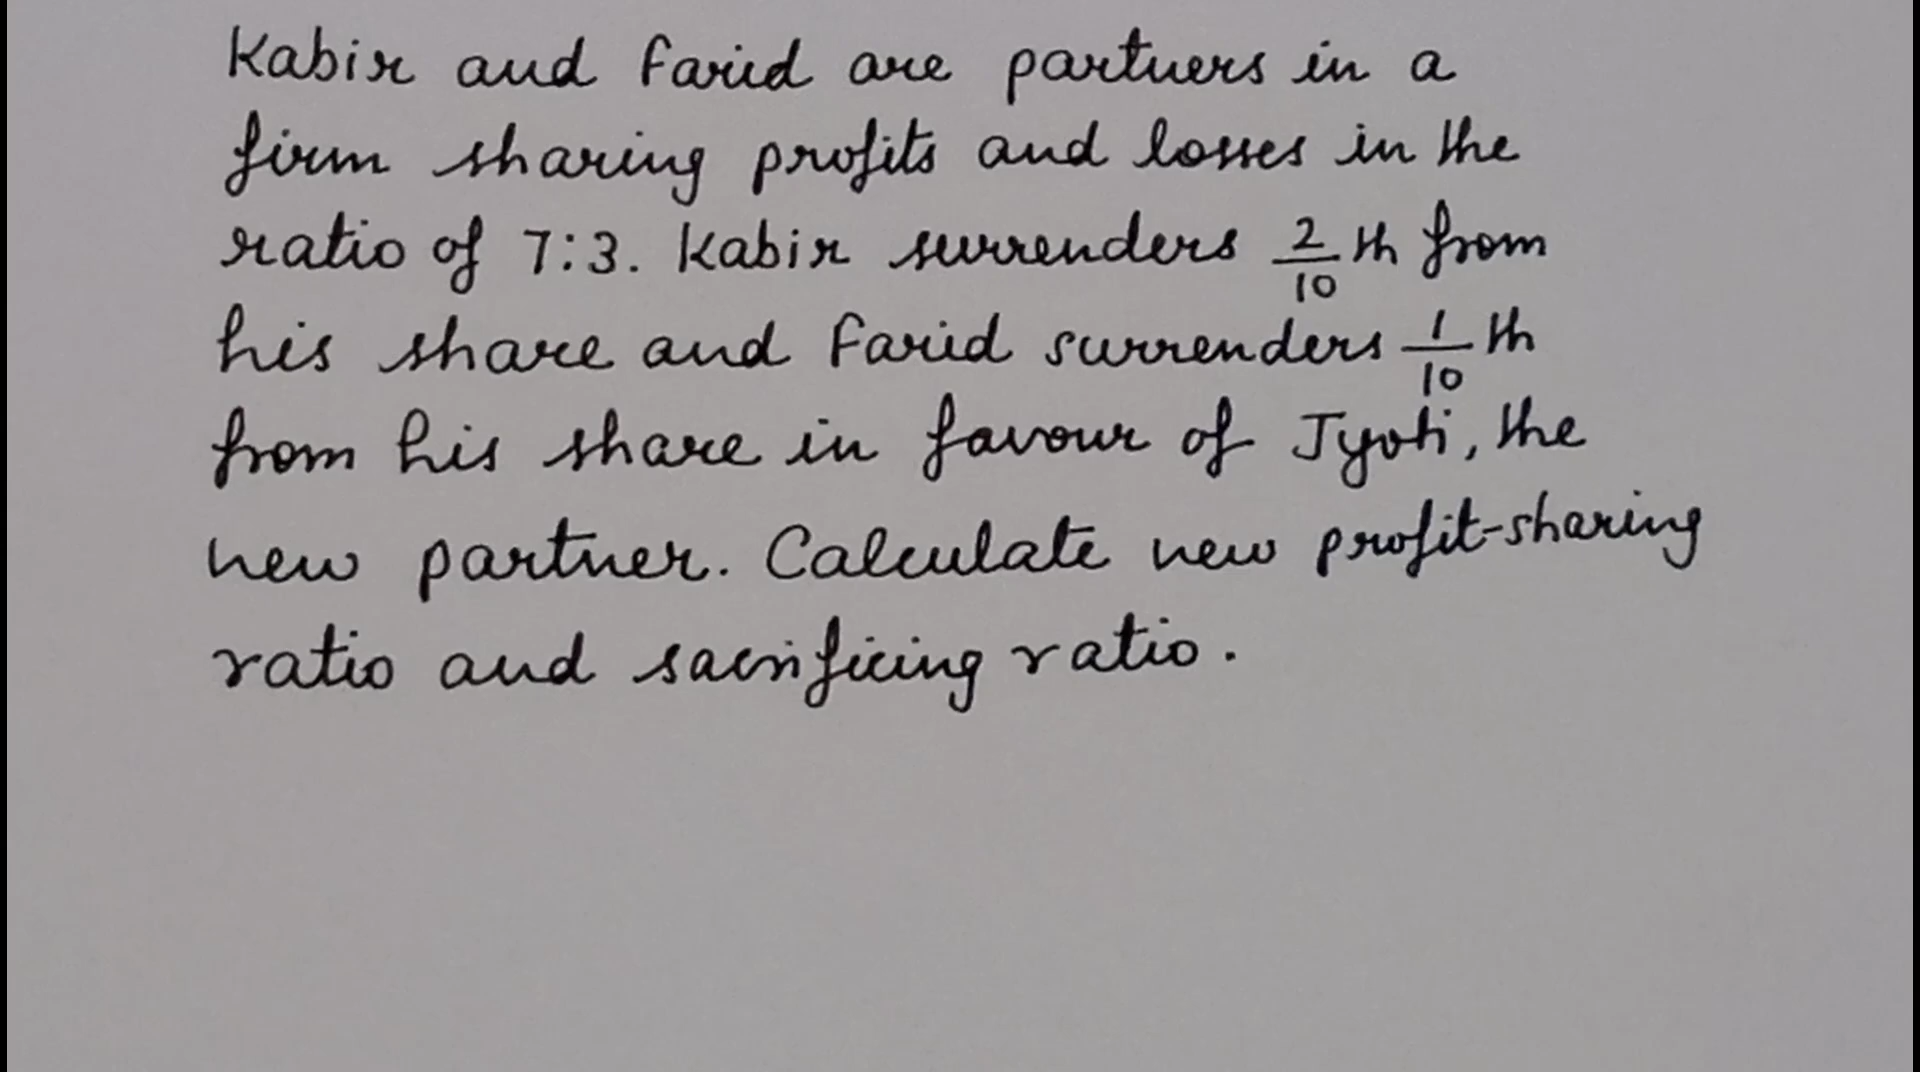 Kabir and Farid are partners in a
firm sharing profits and losses in the
ratio of 7:3. Kabir surrenders 2/10 th from
his share and Farid surrenders 1/10 th
from his share in favour of Jyoti, the
new partner. Calculate new profit-sharing
ratio and sacrificing ratio.